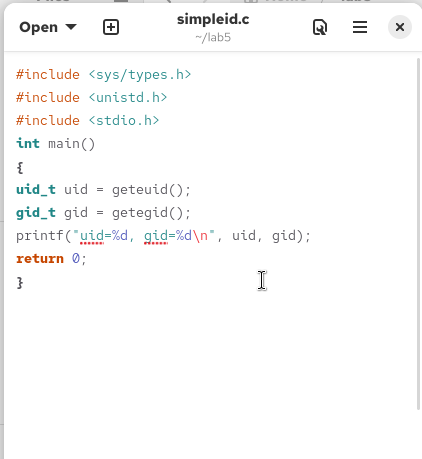 Open
simpleid.c
~/lab5
#include <sys/types.h>
#include <unistd.h>
#include <stdio.h>
int main()
{
uid_t uid = geteuid();
gid_t gid = getegid();
printf("uid=%d, gid=%d\n", uid, gid);
return 0;
}